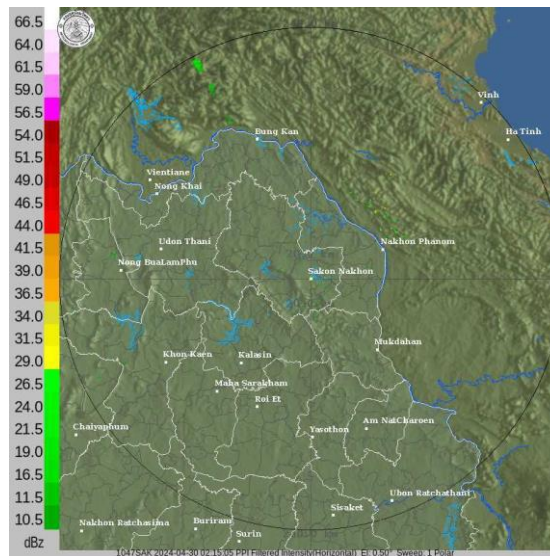 66.5
64.0
61.5
59.0
56.5
54.0
51.5
49.0
46.5
44.0
41.5
39.0
36.5
34.0
31.5
29.0
26.5
24.0
21.5
19.0
16.5
13.0
10.5
dBz
Vinh
Ha Tinh
Bung Kan
Vientiane
Nong Khai
Udon Thani
Nakhon Phanom
Nong BuaLamPhu
Sakon Nakhon
Mukdahan
Khon Kaen
Kalasin
Maha Sarakham
Roi Et
Chaiyaphum
Yasothon
Am NatCharoen
Ubon Ratchathani
Sisaket
Nakhon Ratchasima
Buriram
Surin
1047SAK 2024-04-30 02:15:05 PPI Filtered Intensity(Horizontal) El: 0.50° Sweep: 1 Polar